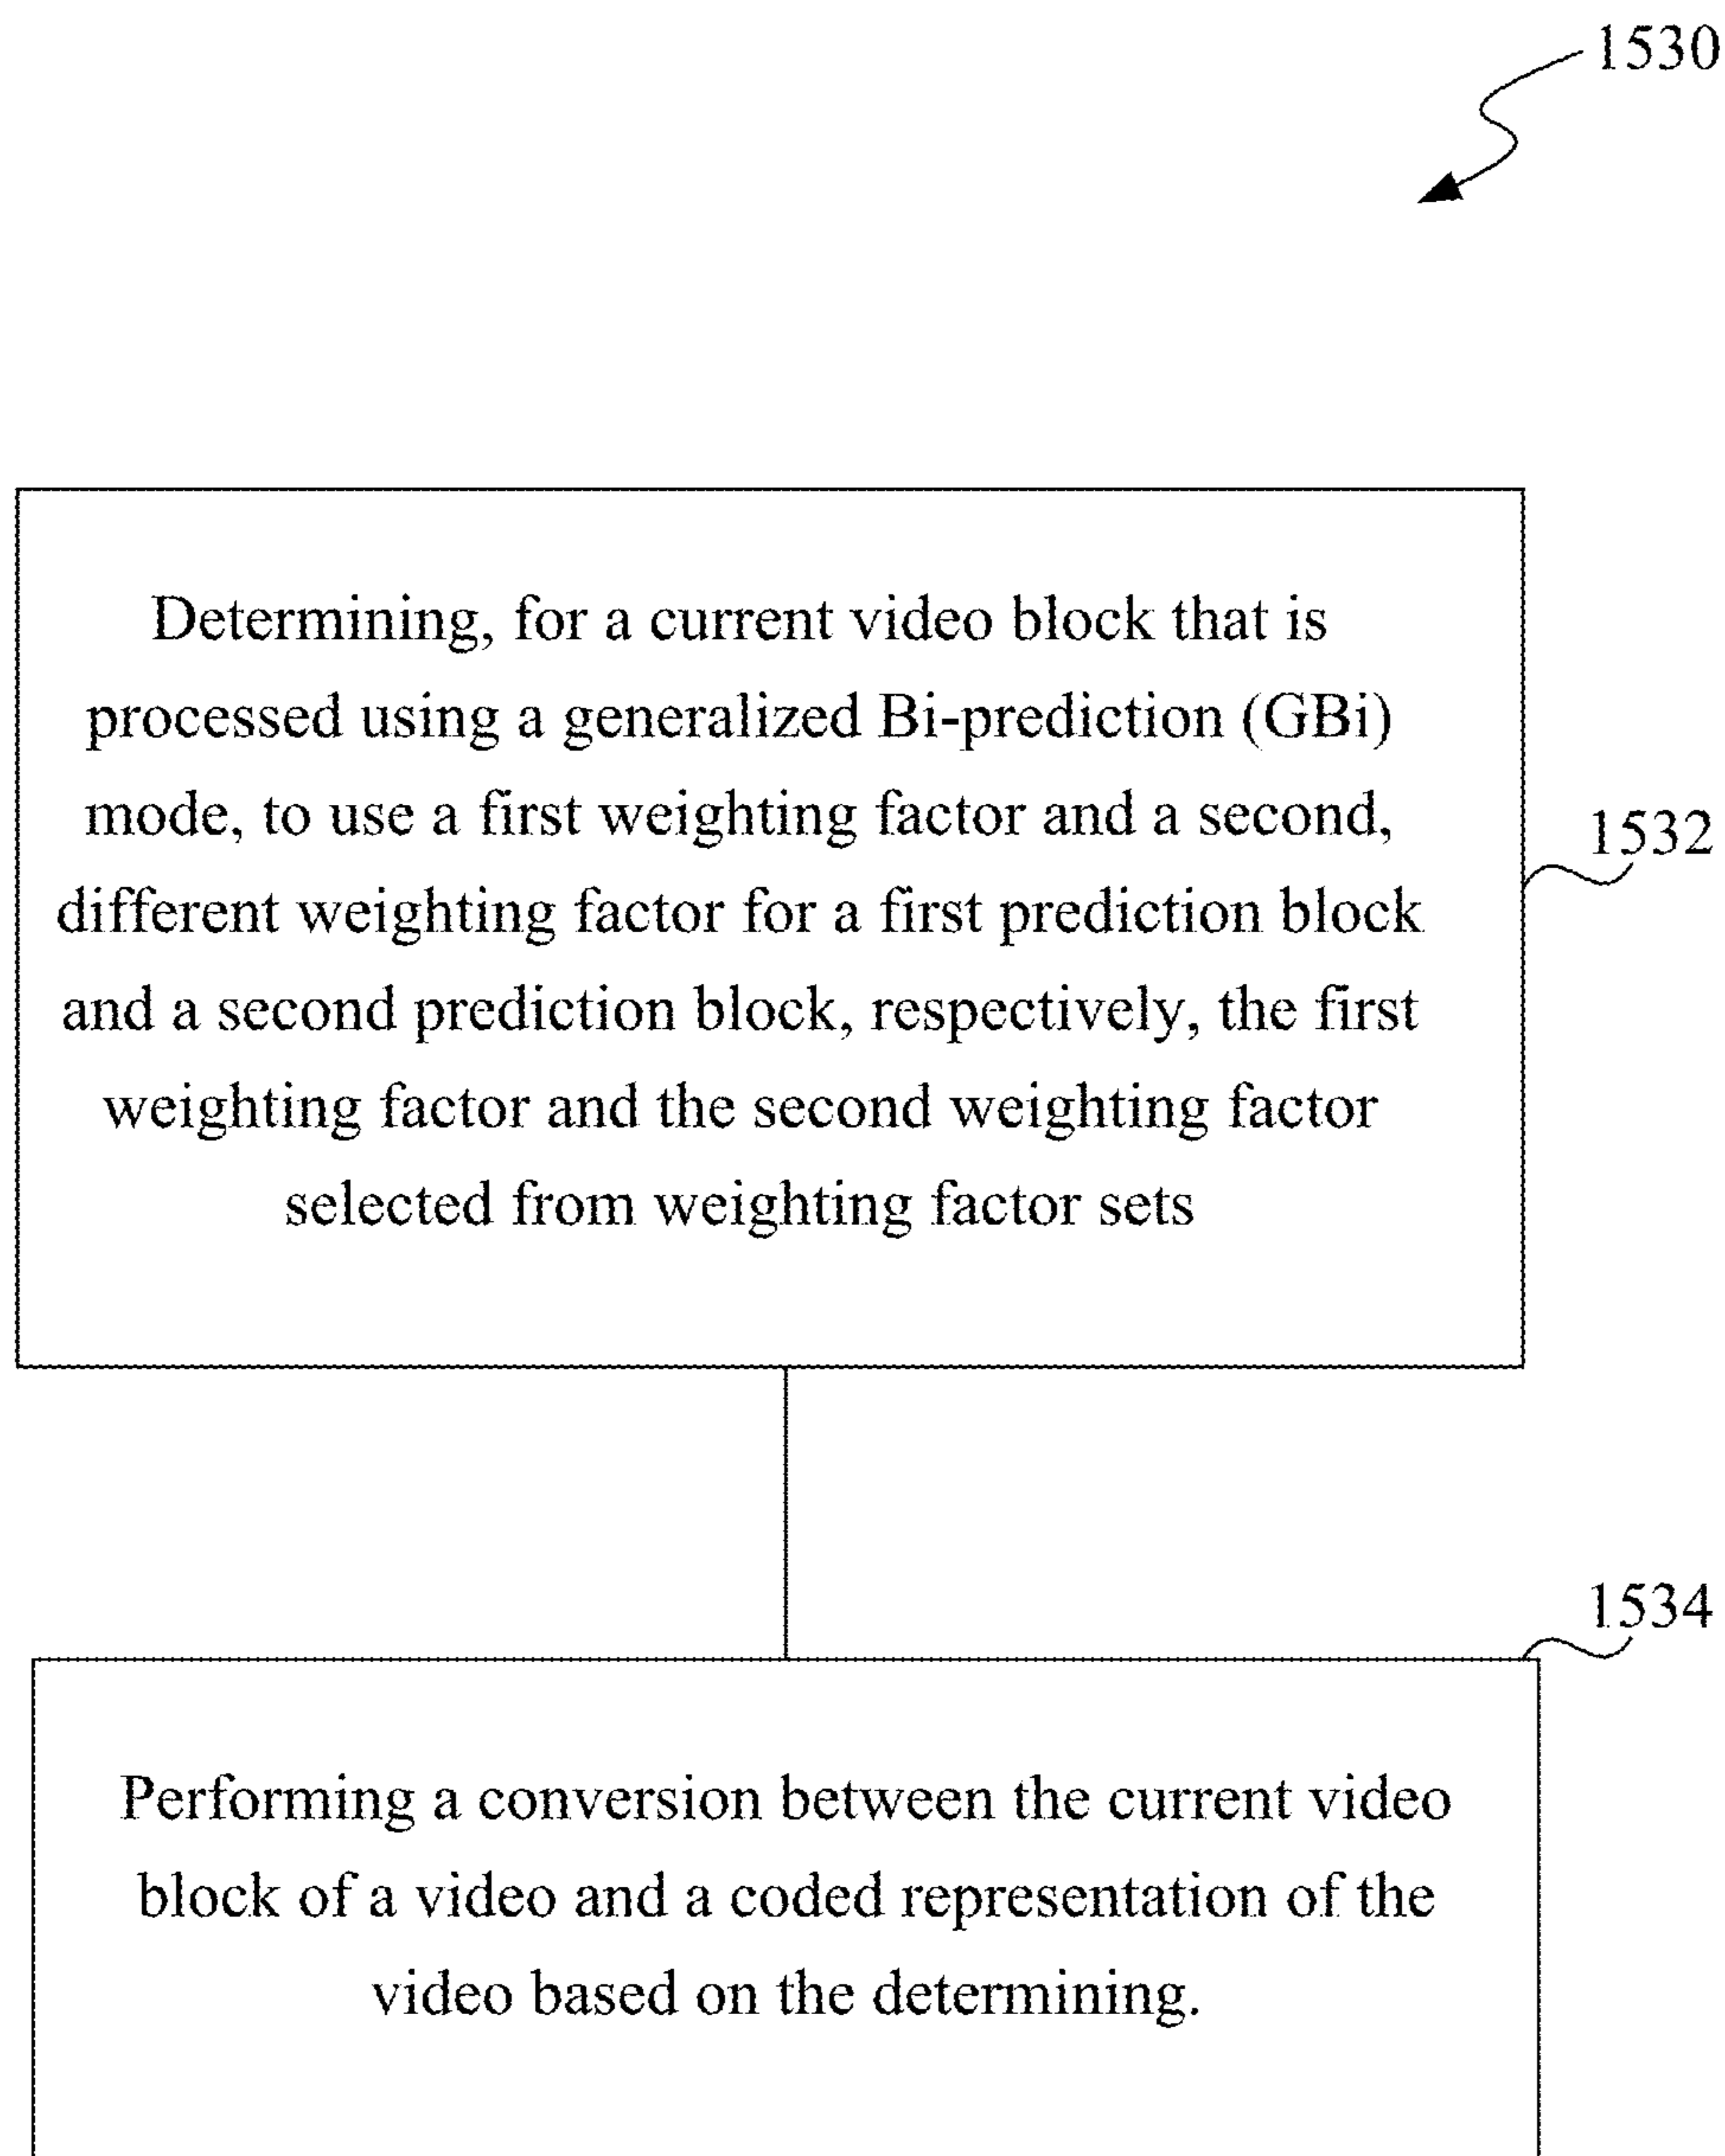 1530
Determining, for a current video block that is
processed using a generalized Bi-prediction (GBi)
mode, to use a first weighting factor and a second,
different weighting factor for a first prediction block
and a second prediction block, respectively, the first
weighting factor and the second weighting factor
selected from weighting factor sets
1532
1534
Performing a conversion between the current video
block of a video and a coded representation of the
video based on the determining.